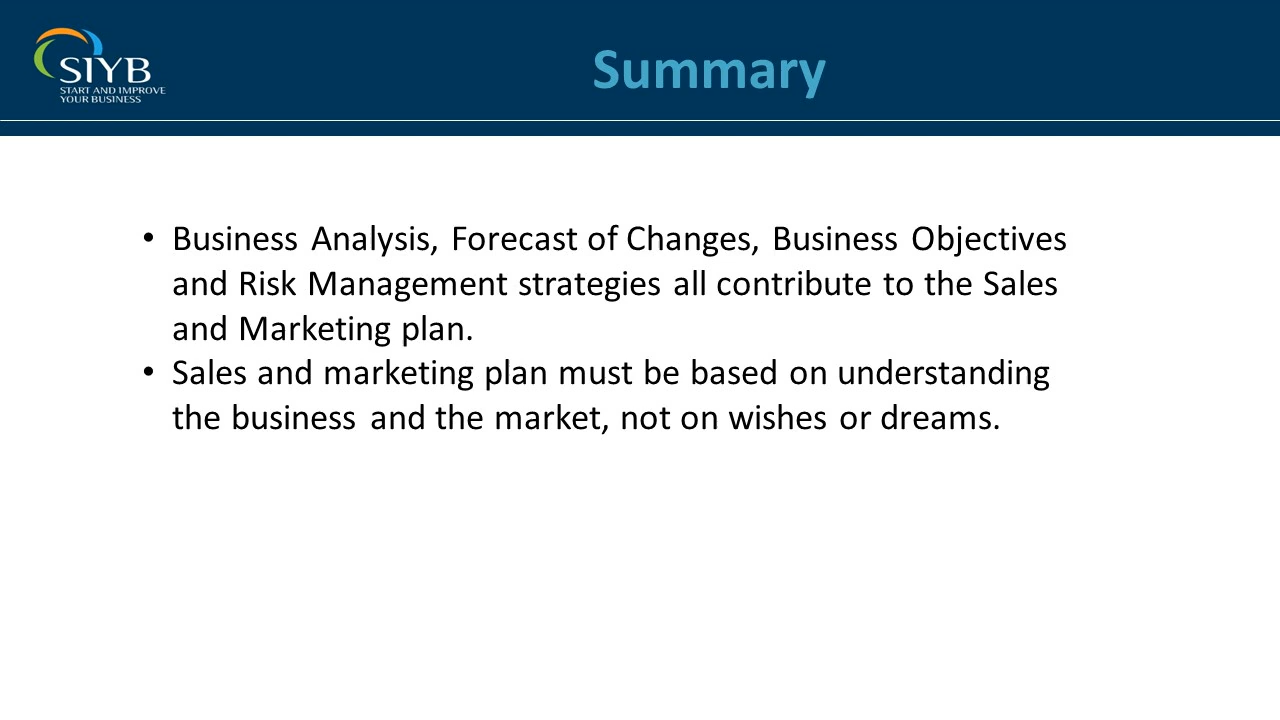 SIYB
START AND IMPROVE
YOUR BUSINESS
Summary
• Business Analysis, Forecast of Changes, Business Objectives
and Risk Management strategies all contribute to the Sales
and Marketing plan.
• Sales and marketing plan must be based on understanding
the business and the market, not on wishes or dreams.